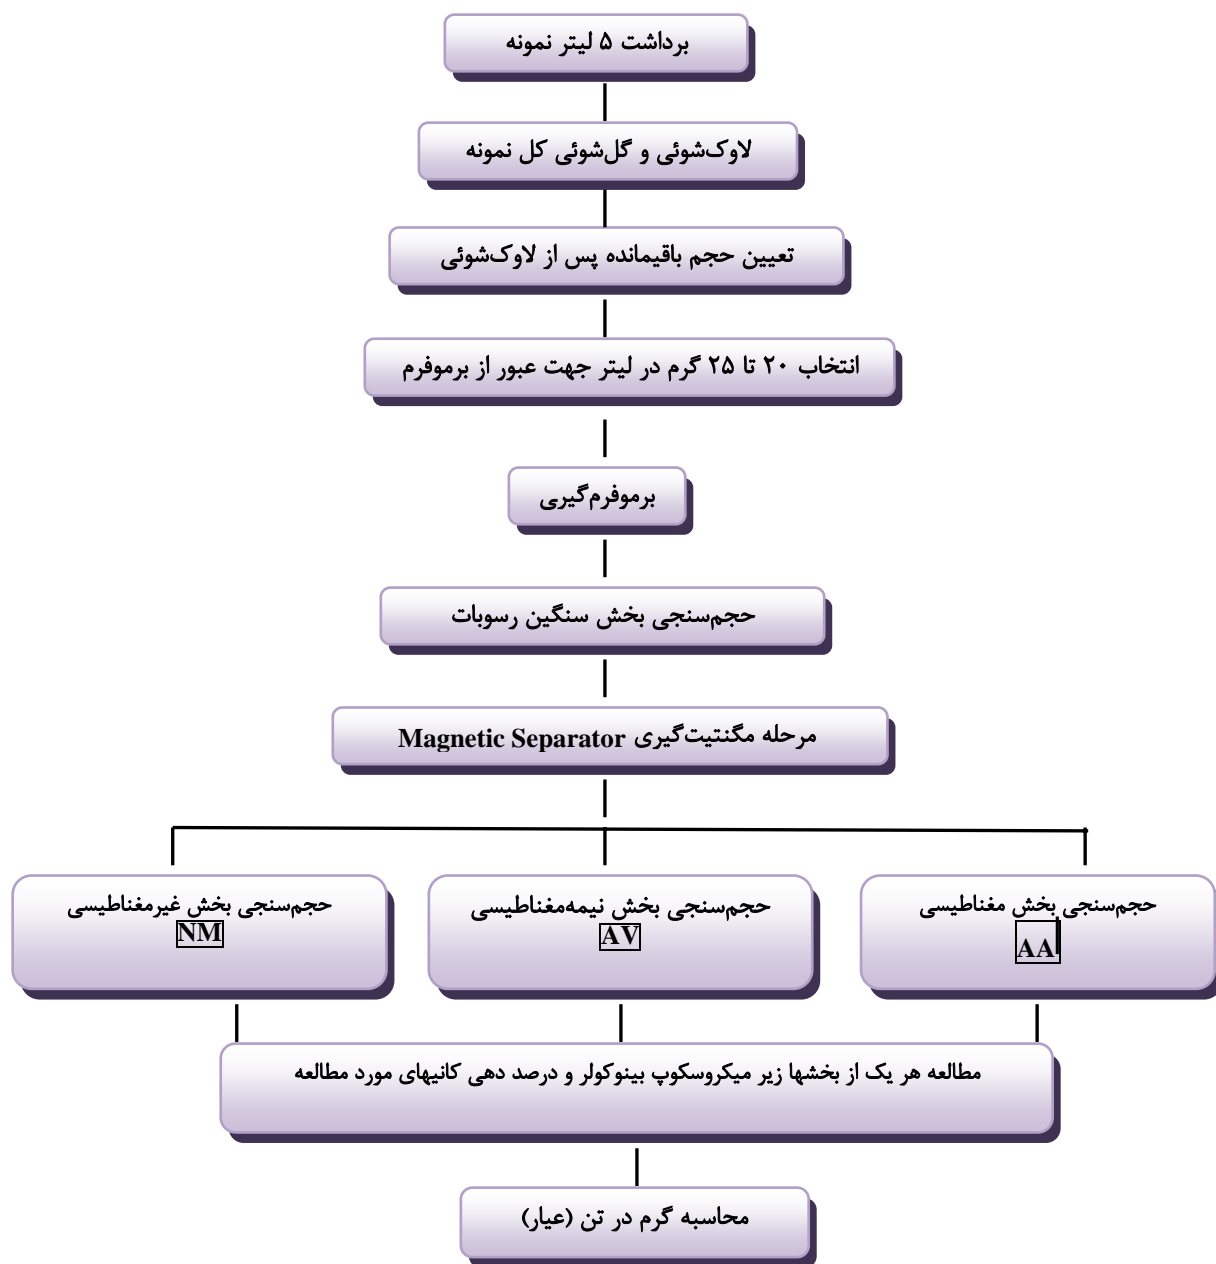 برداشت ۵ لیتر نمونه
لاوک‌شوئی و گل‌شوئی کل نمونه
تعیین حجم باقیمانده پس از لاوک‌شوئی
انتخاب ۲۰ تا ۲۵ گرم در لیتر جهت عبور از برموفرم
برموفرم‌گیری
حجم‌سنجی بخش سنگین رسوبات
مرحله مگنتیت‌گیری Magnetic Separator
حجم‌سنجی بخش مغناطیسی
AA
حجم‌سنجی بخش نیمه‌مغناطیسی
AV
حجم‌سنجی بخش غیرمغناطیسی
NM
مطالعه هر یک از بخشها زیر میکروسکوپ بینوکولر و درصد دهی کانیهای مورد مطالعه
محاسبه گرم در تن (عیار)